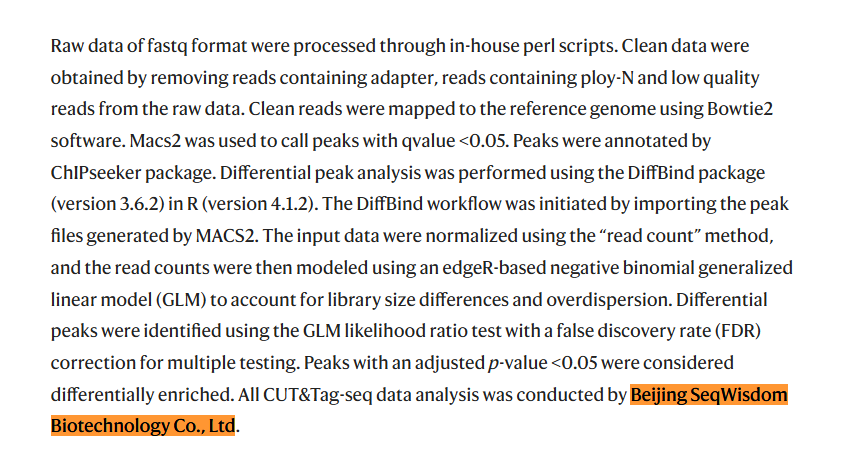 Raw data of fastq format were processed through in-house perl scripts. Clean data were
obtained by removing reads containing adapter, reads containing ploy-N and low quality
reads from the raw data. Clean reads were mapped to the reference genome using Bowtie2
software. Macs2 was used to call peaks with qvalue <0.05. Peaks were annotated by
ChIPseeker package. Differential peak analysis was performed using the DiffBind package
(version 3.6.2) in R (version 4.1.2). The DiffBind workflow was initiated by importing the peak
files generated by MACS2. The input data were normalized using the “read count” method,
and the read counts were then modeled using an edgeR-based negative binomial generalized
linear model (GLM) to account for library size differences and overdispersion. Differential
peaks were identified using the GLM likelihood ratio test with a false discovery rate (FDR)
correction for multiple testing. Peaks with an adjusted p-value <0.05 were considered
differentially enriched. All CUT&Tag-seq data analysis was conducted by Beijing SeqWisdom
Biotechnology Co., Ltd.